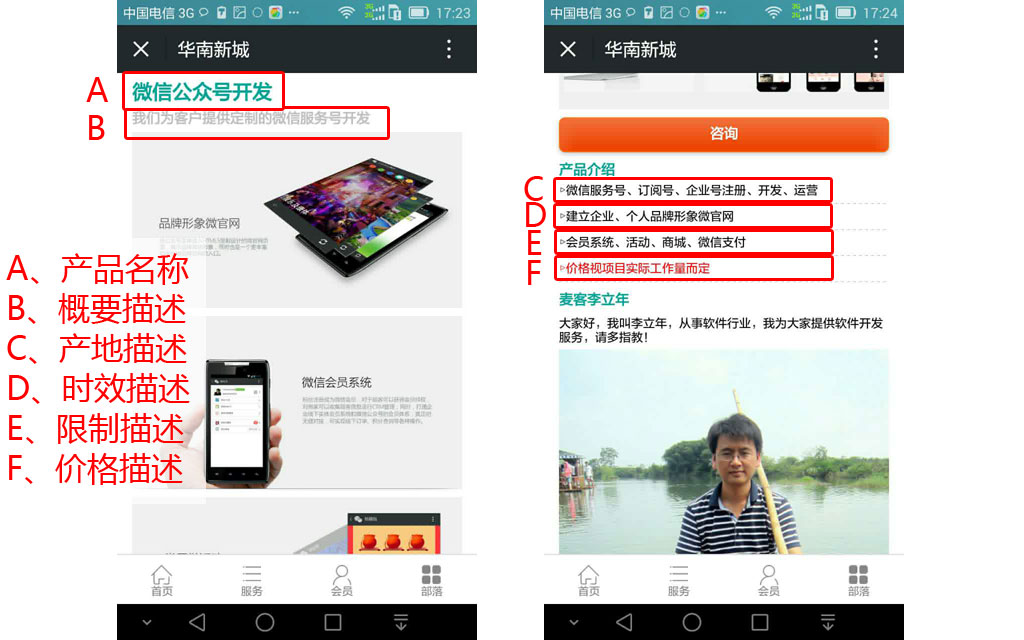 中国电信 3G
17:23
华南新城
A
微信公众号开发
B
我们为客户提供定制的微信服务号开发
品牌形象微官网
A、产品名称
B、概要描述
C、产地描述
D、时效描述
E、限制描述
F、价格描述
微信会员系统
首页
服务
会员
部落
中国电信 3G
17:24
华南新城
咨询
产品介绍
C
微信服务号、订阅号、企业号注册、开发、运营
D
建立企业、个人品牌形象微官网
E
会员系统、活动、商城、微信支付
F
价格视项目实际工作量而定
麦客李立年
大家好，我叫李立年，从事软件行业，我为大家提供软件开发
服务，请多指教！
首页
服务
会员
部落